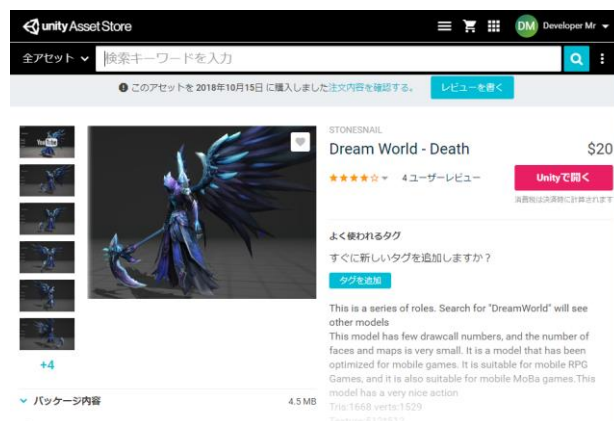 unity Asset Store
DM Developer Mr
全アセット 検索キーワードを入力
このアセットを 2018年10月15日 に購入しました注文内容を確認する。 レビューを書く
YouTube
+4
パッケージ内容 4.5 MB
STONESNAIL
Dream World - Death $20
4 ユーザーレビュー Unityで開く
消費税は決済時に計算されます
よく使われるタグ
すぐに新しいタグを追加しますか？
タグを追加
This is a series of roles. Search for "DreamWorld" will see
other models
This model has few drawcall numbers, and the number of
faces and maps is very small. It is a model that has been
optimized for mobile games. It is suitable for mobile RPG
Games, and it is also suitable for mobile MoBa games.This
model has a very nice action
Tris:1668 verts:1529